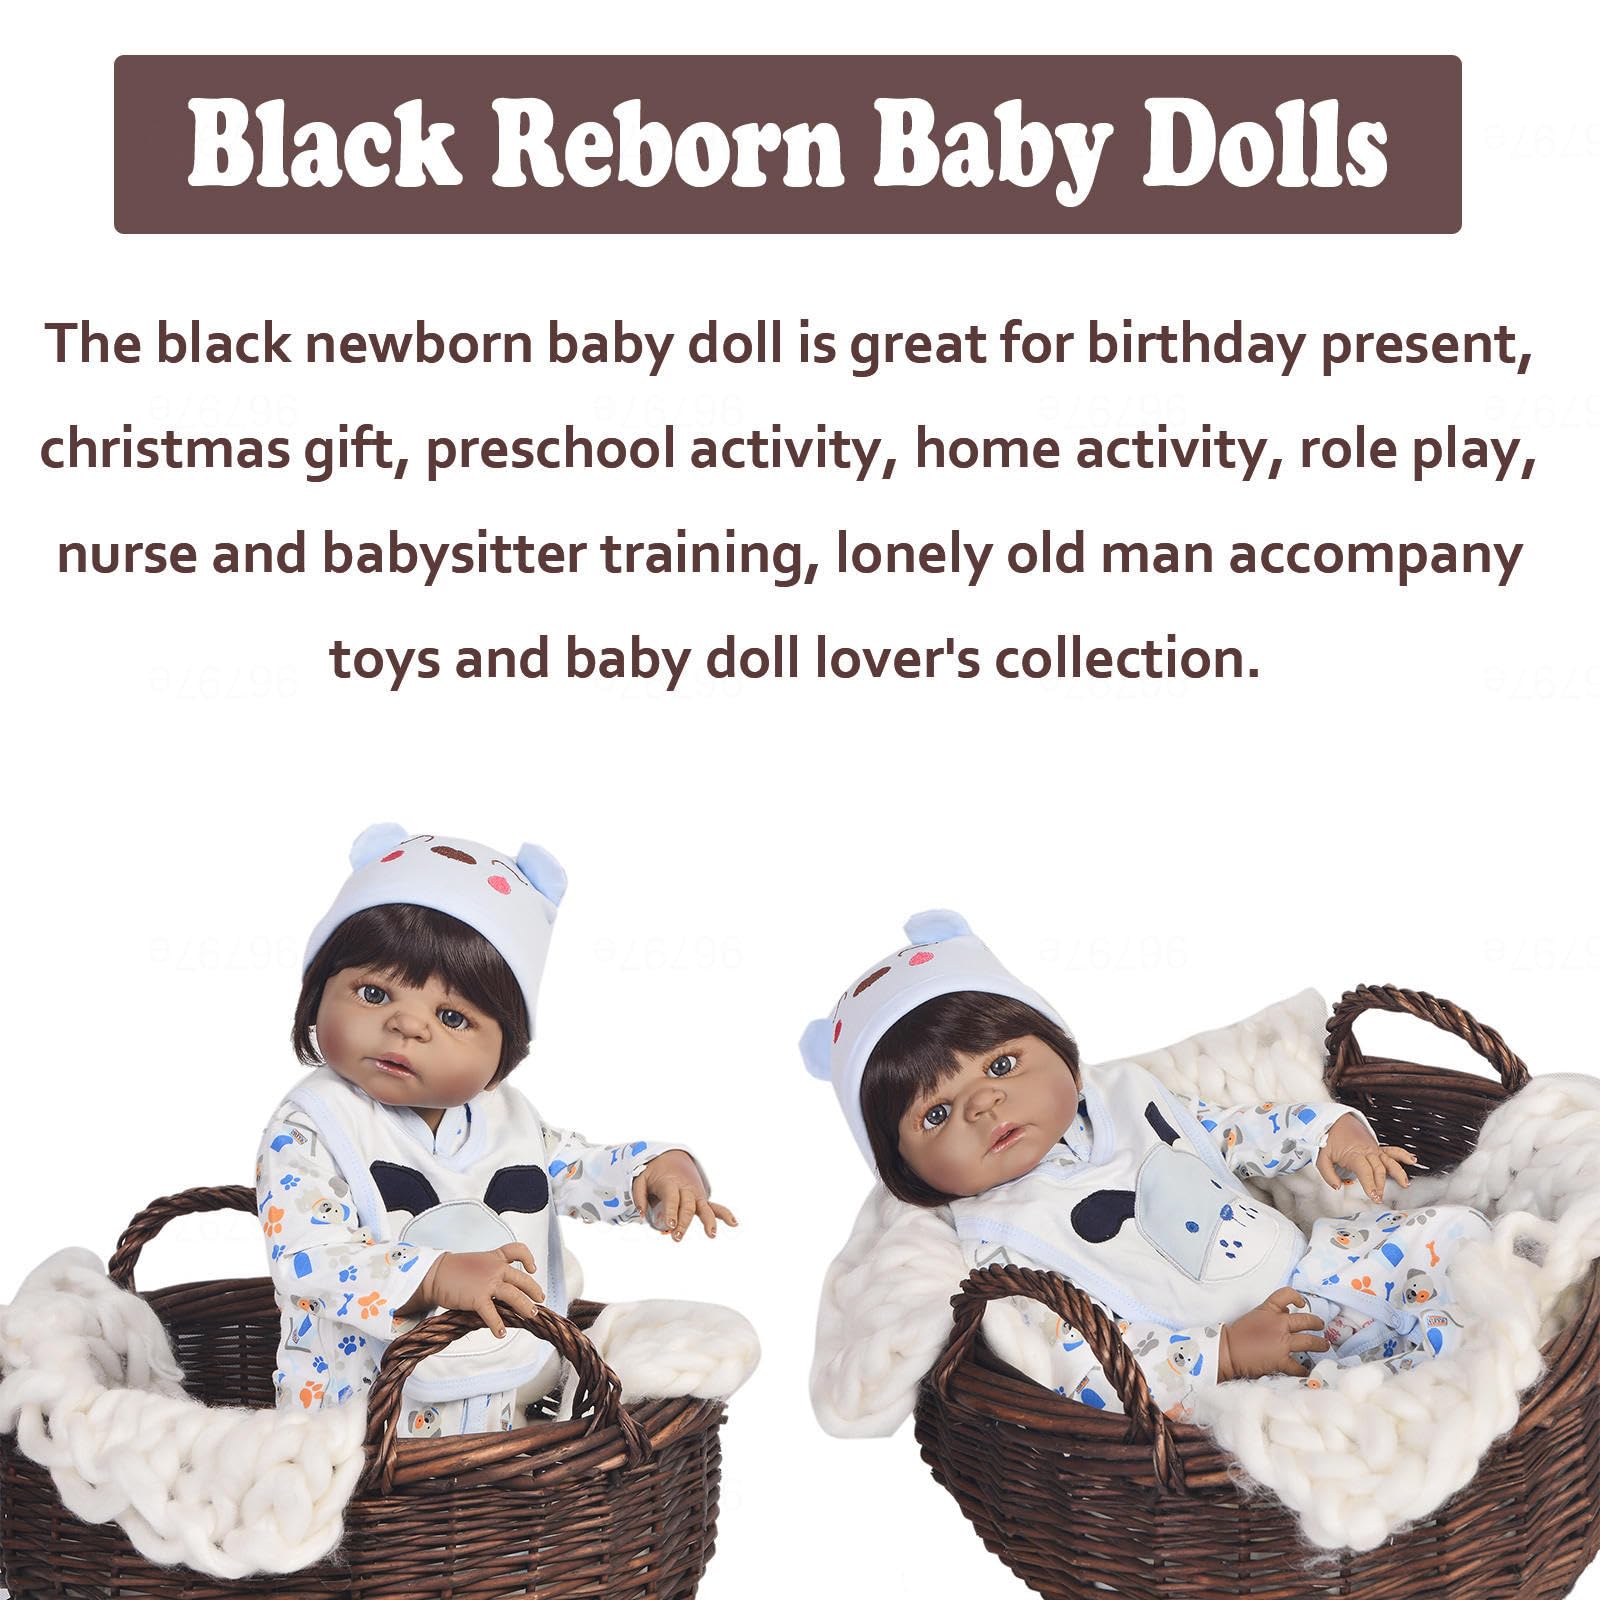 Black Reborn Baby Dolls
The black newborn baby doll is great for birthday present,
christmas gift, preschool activity, home activity, role play,
nurse and babysitter training, lonely old man accompany
toys and baby doll lover's collection.